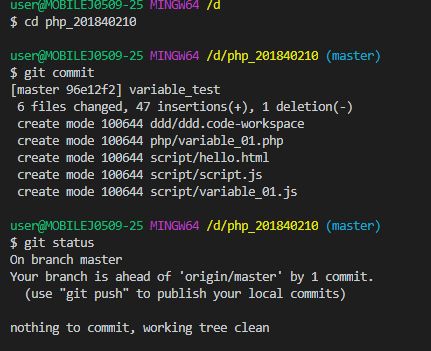 user@MOBILEJ0509-25 MINGW64 /d
$ cd php_201840210
user@MOBILEJ0509-25 MINGW64 /d/php_201840210 (master)
$ git commit
[master 96e12f2] variable_test
 6 files changed, 47 insertions(+), 1 deletion(-)
 create mode 100644 ddd/ddd.code-workspace
 create mode 100644 php/variable_01.php
 create mode 100644 script/hello.html
 create mode 100644 script/script.js
 create mode 100644 script/variable_01.js
user@MOBILEJ0509-25 MINGW64 /d/php_201840210 (master)
$ git status
On branch master
Your branch is ahead of 'origin/master' by 1 commit.
  (use "git push" to publish your local commits)
nothing to commit, working tree clean